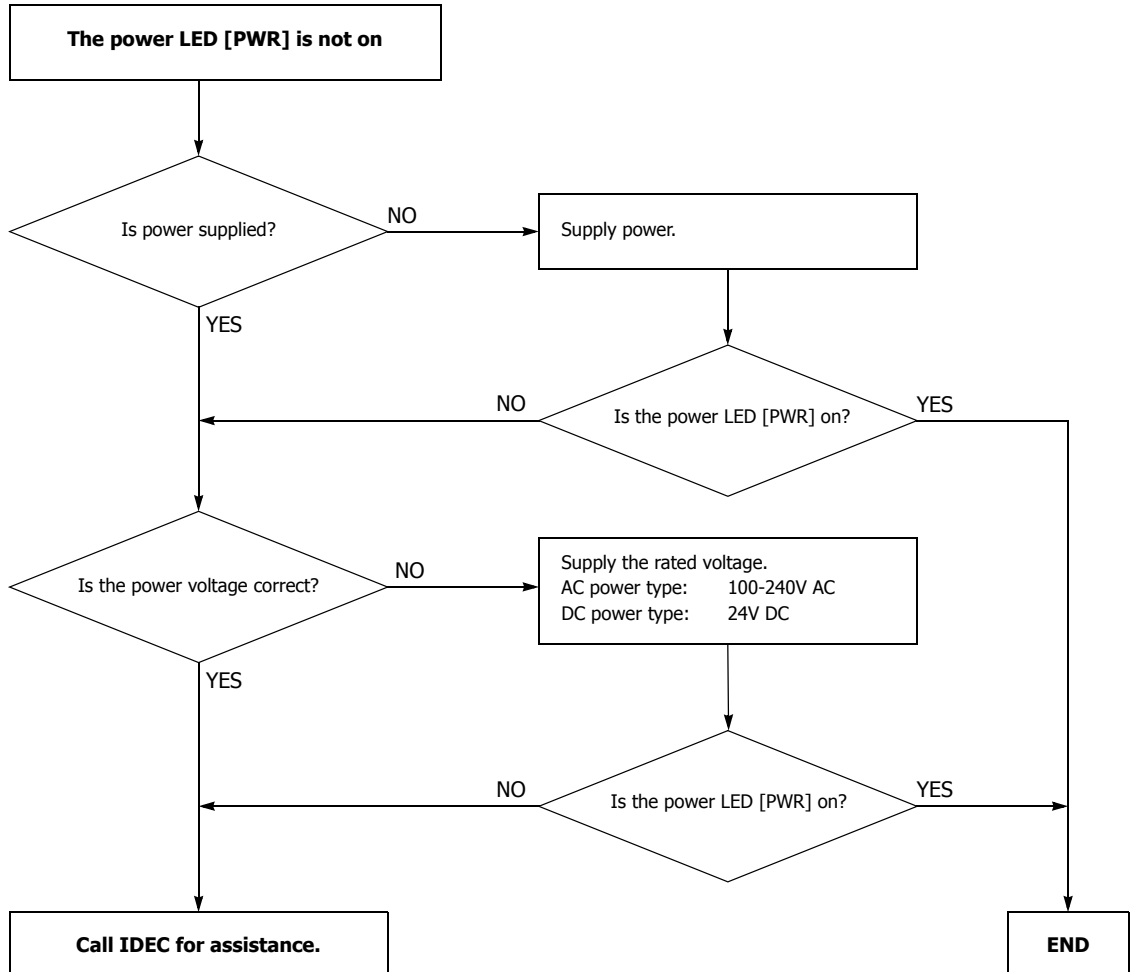 The power LED [PWR] is not on
Is power supplied?
NO
Supply power.
YES
NO
Is the power LED [PWR] on?
YES
Is the power voltage correct?
NO
Supply the rated voltage.
AC power type: 100-240V AC
DC power type: 24V DC
YES
NO
Is the power LED [PWR] on?
YES
Call IDEC for assistance.
END